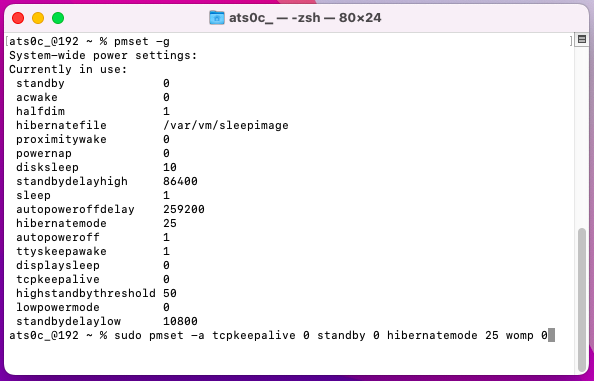 ats0c_ — -zsh — 80×24
[ats0c_@192 ~ % pmset -g ]
System-wide power settings:
Currently in use:
standby 0
acwake 0
halfdim 1
hibernatefile /var/vm/sleepimage
proximitywake 0
powernap 0
disksleep 10
standbydelayhigh 86400
sleep 1
autopoweroffdelay 259200
hibernatemode 25
autopoweroff 1
ttyskeepawake 1
displaysleep 0
tcpkeepalive 0
highstandbythreshold 50
lowpowermode 0
standbydelaylow 10800
ats0c_@192 ~ % sudo pmset -a tcpkeepalive 0 standby 0 hibernatemode 25 womp 0